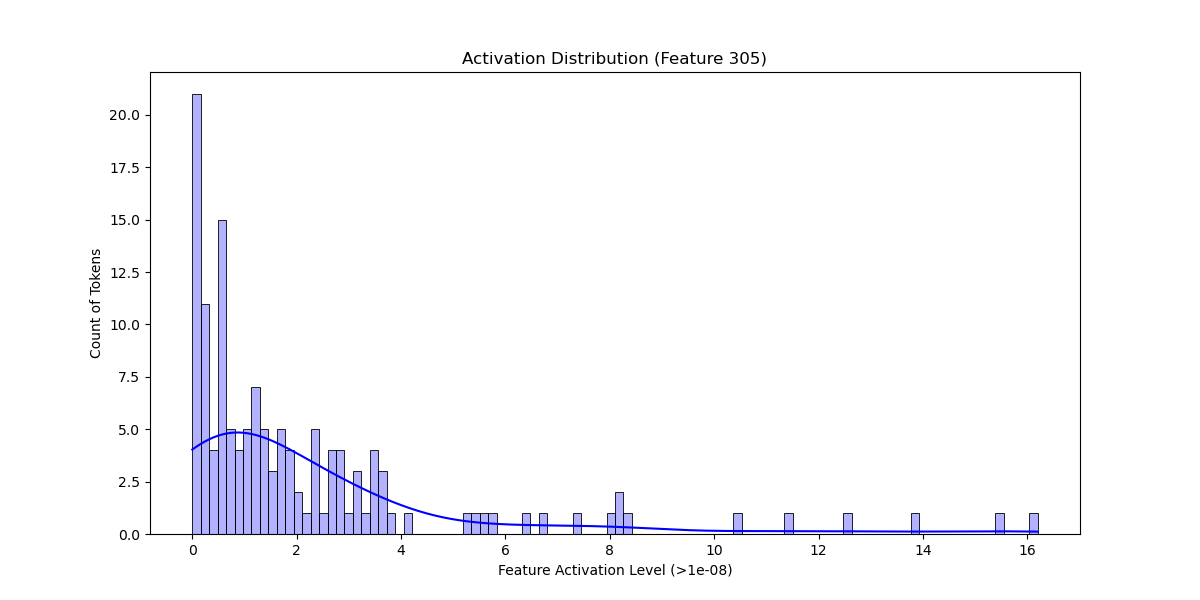 Activation Distribution (Feature 305)
20.0
17.5
15.0
12.5
10.0
7.5
5.0
2.5
0.0
Count of Tokens
0 2 4 6 8 10 12 14 16
Feature Activation Level (>1e-08)